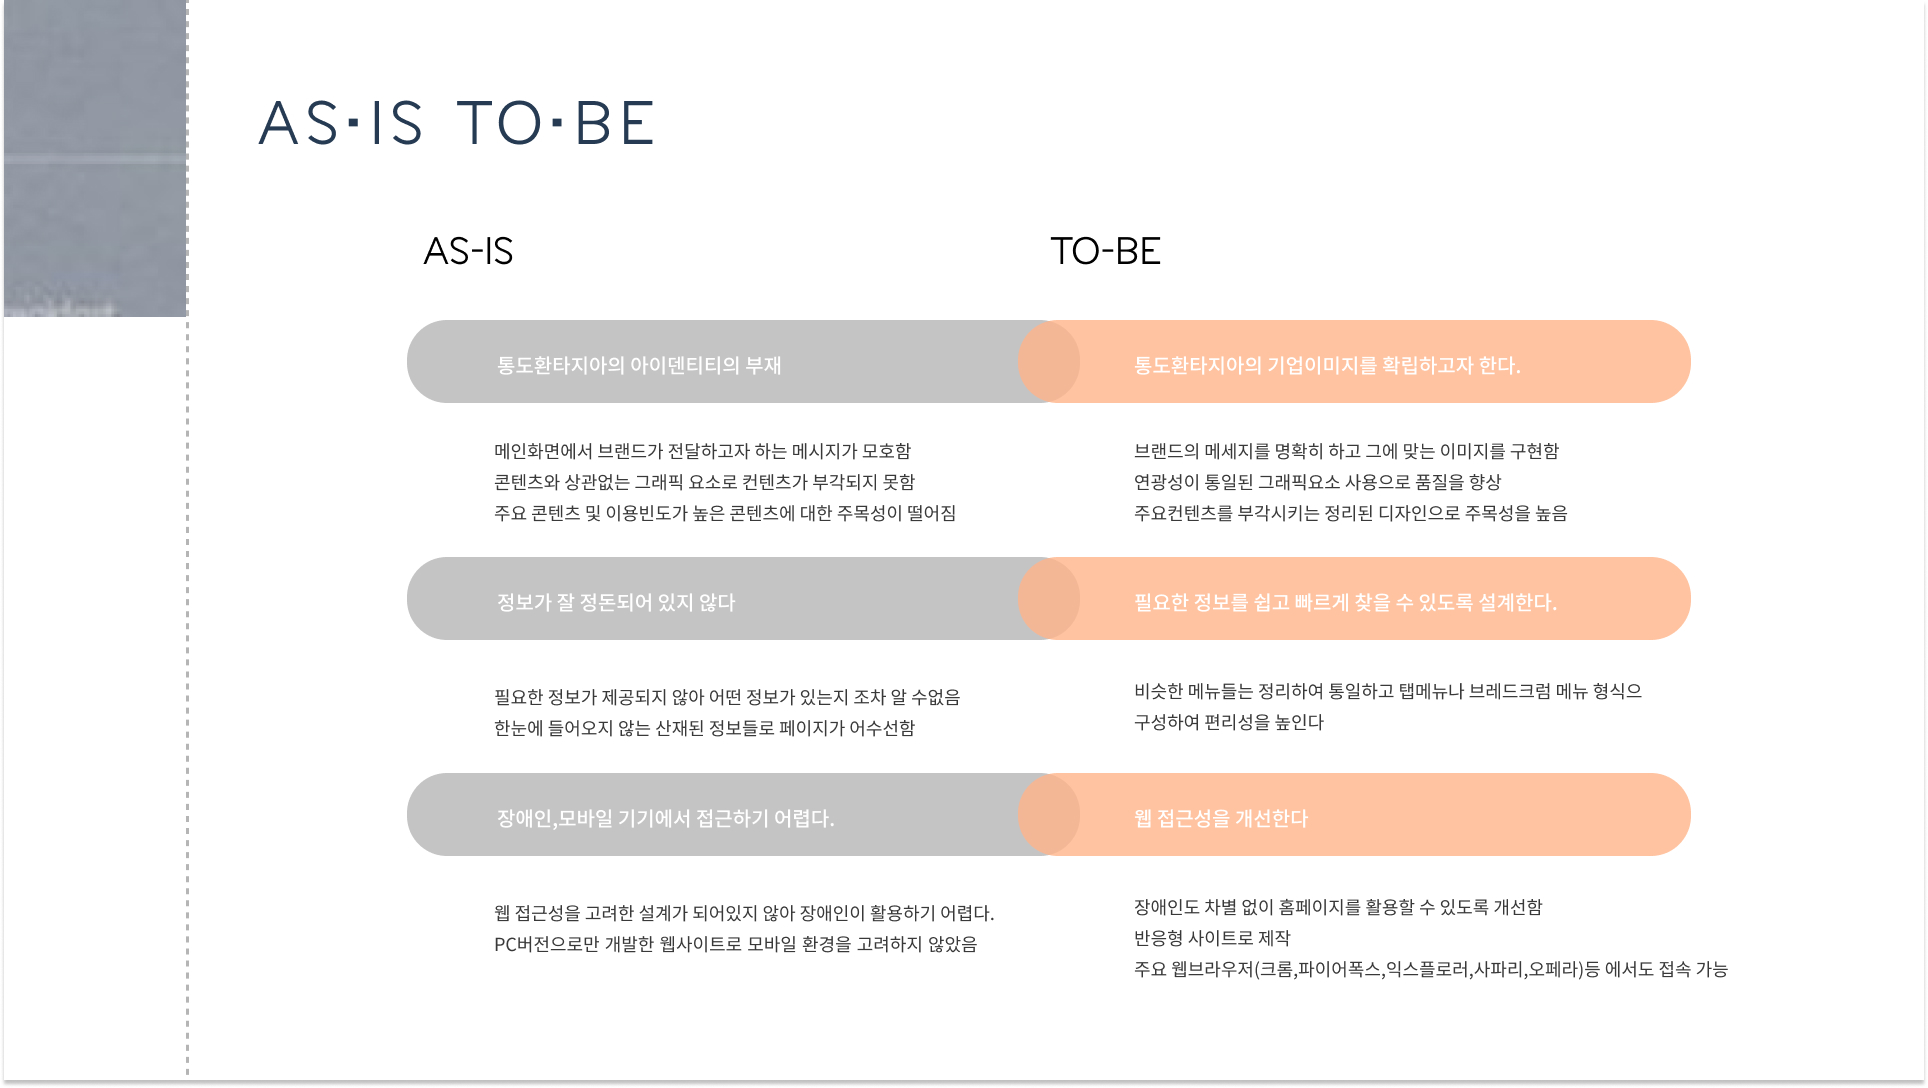 AS·IS TO·BE
AS-IS
TO-BE
통도환타지아의 아이덴티티의 부재
통도환타지아의 기업이미지를 확립하고자 한다.
메인화면에서 브랜드가 전달하고자 하는 메시지가 모호함
콘텐츠와 상관없는 그래픽 요소로 컨텐츠가 부각되지 못함
주요 콘텐츠 및 이용빈도가 높은 콘텐츠에 대한 주목성이 떨어짐
브랜드의 메세지를 명확히 하고 그에 맞는 이미지를 구현함
연광성이 통일된 그래픽요소 사용으로 품질을 향상
주요컨텐츠를 부각시키는 정리된 디자인으로 주목성을 높음
정보가 잘 정돈되어 있지 않다
필요한 정보를 쉽고 빠르게 찾을 수 있도록 설계한다.
필요한 정보가 제공되지 않아 어떤 정보가 있는지 조차 알 수없음
한눈에 들어오지 않는 산재된 정보들로 페이지가 어수선함
비슷한 메뉴들는 정리하여 통일하고 탭메뉴나 브레드크럼 메뉴 형식으
구성하여 편리성을 높인다
장애인,모바일 기기에서 접근하기 어렵다.
웹 접근성을 개선한다
웹 접근성을 고려한 설계가 되어있지 않아 장애인이 활용하기 어렵다.
PC버전으로만 개발한 웹사이트로 모바일 환경을 고려하지 않았음
장애인도 차별 없이 홈페이지를 활용할 수 있도록 개선함
반응형 사이트로 제작
주요 웹브라우저(크롬,파이어폭스,익스플로러,사파리,오페라)등 에서도 접속 가능